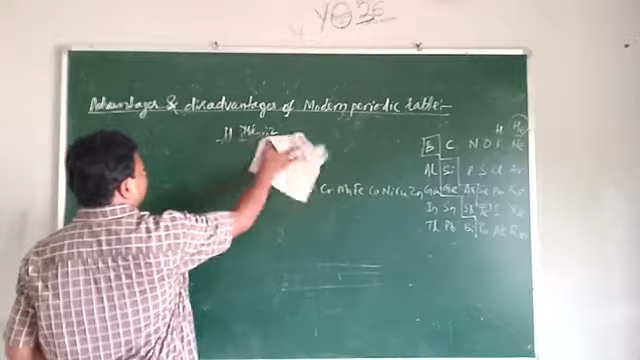 Advantages & disadvantages of Modern periodic table:-
H He
B C N O F Ne
Al Si P S Cl Ar
Cr Mn Fe Co Ni Cu Zn Ga Ge As Se Br Kr
In Sn Sb Te I Xe
Tl Pb Bi Po At Rn